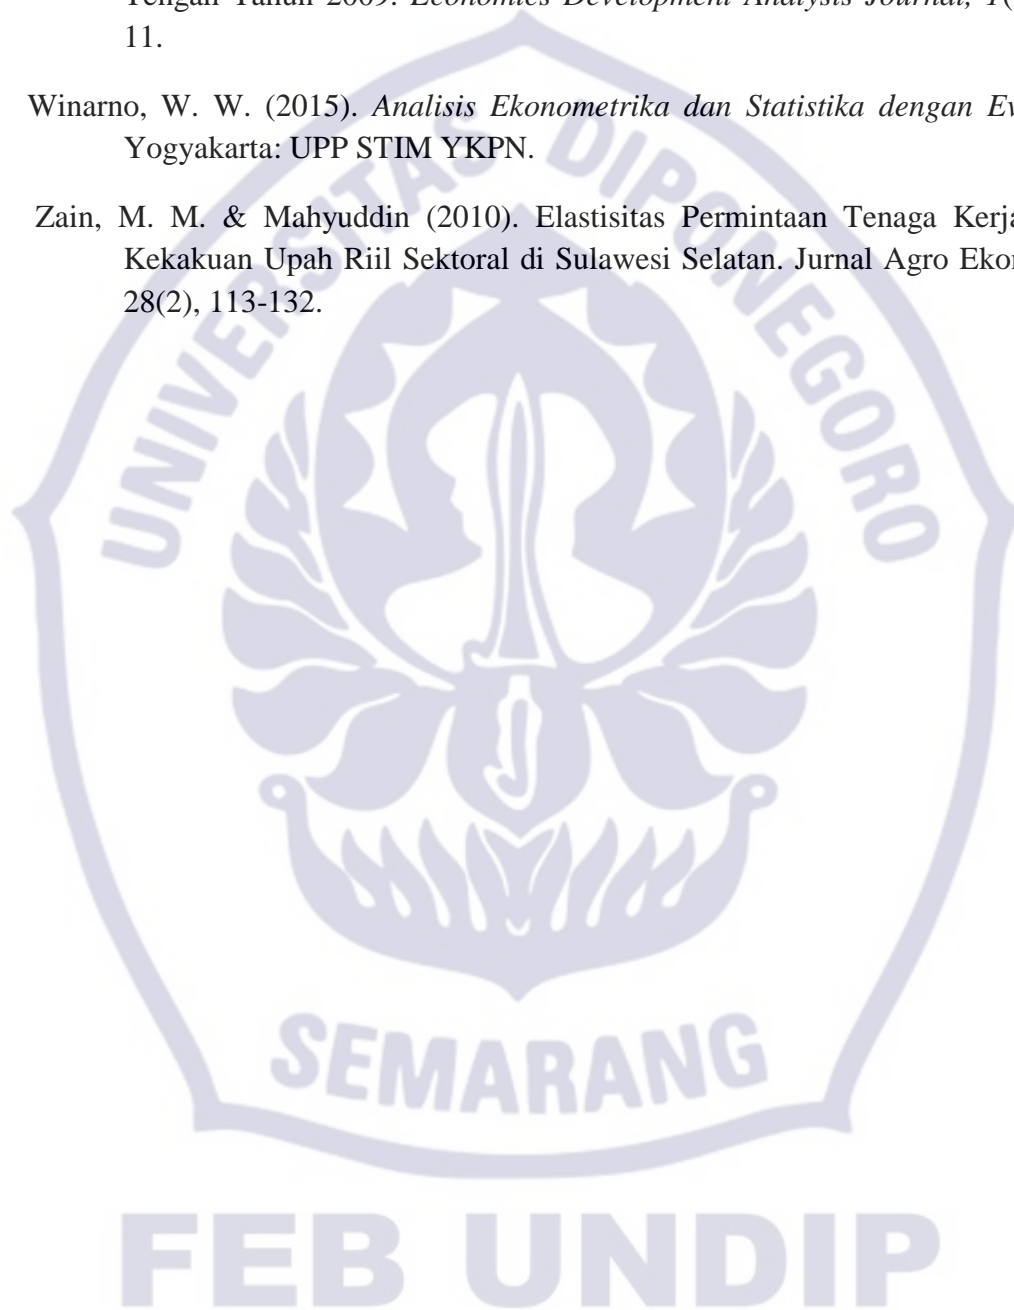 Tengah Tahun 2009. Economics Development Analysis Journal, 1(
11.
Winarno, W. W. (2015). Analisis Ekonometrika dan Statistika dengan Ev
Yogyakarta: UPP STIM YKPN.
Zain, M. M. & Mahyuddin (2010). Elastisitas Permintaan Tenaga Kerja
Kekakuan Upah Riil Sektoral di Sulawesi Selatan. Jurnal Agro Ekon
28(2), 113-132.
UNIVERSITAS DIPONEGORO
SEMARANG
FEB UNDIP